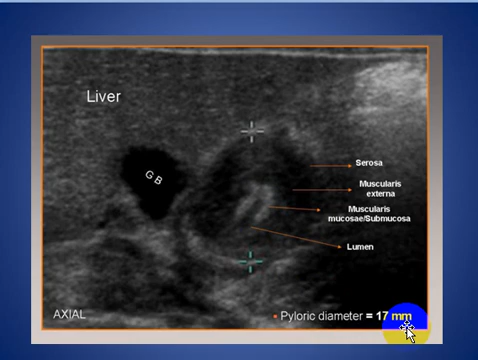 Liver
G B
Serosa
Muscularis
externa
Muscularis
mucosae/Submucosa
Lumen
AXIAL
Pyloric diameter = 17 mm